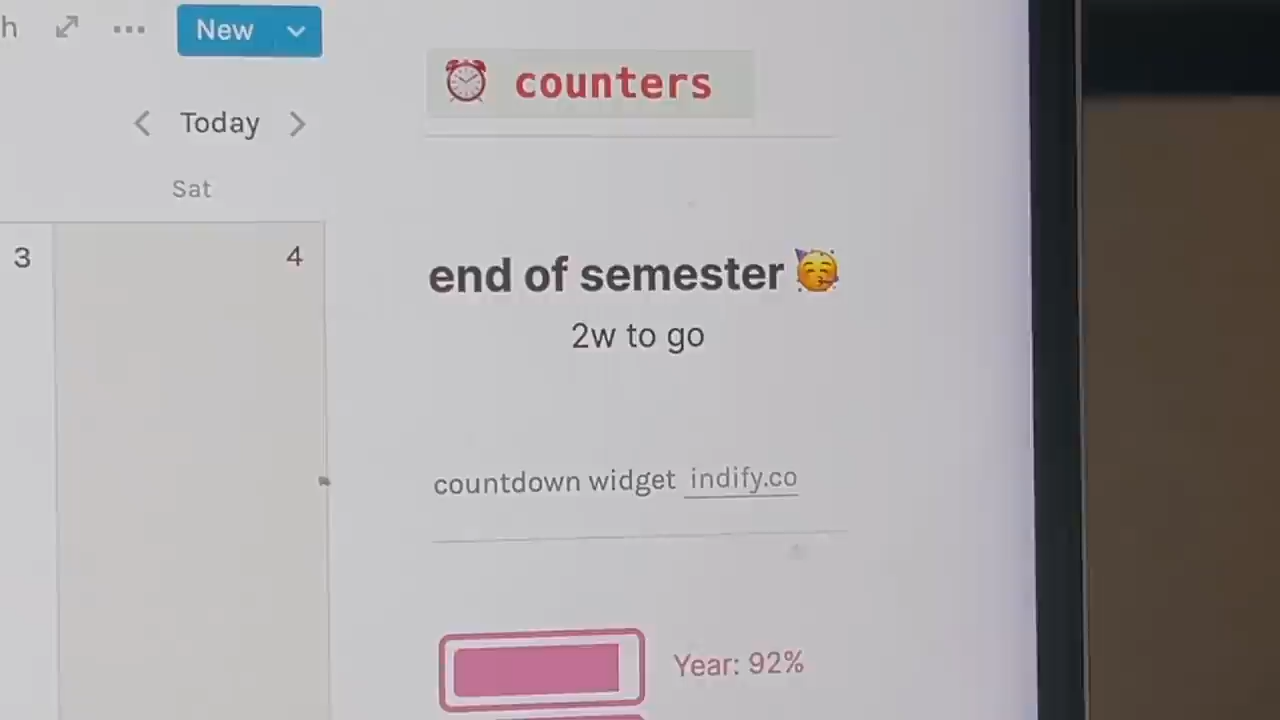 h ... New
Today
Sat
3
4
counters
end of semester 🥳
2w to go
countdown widget indify.co
Year: 92%